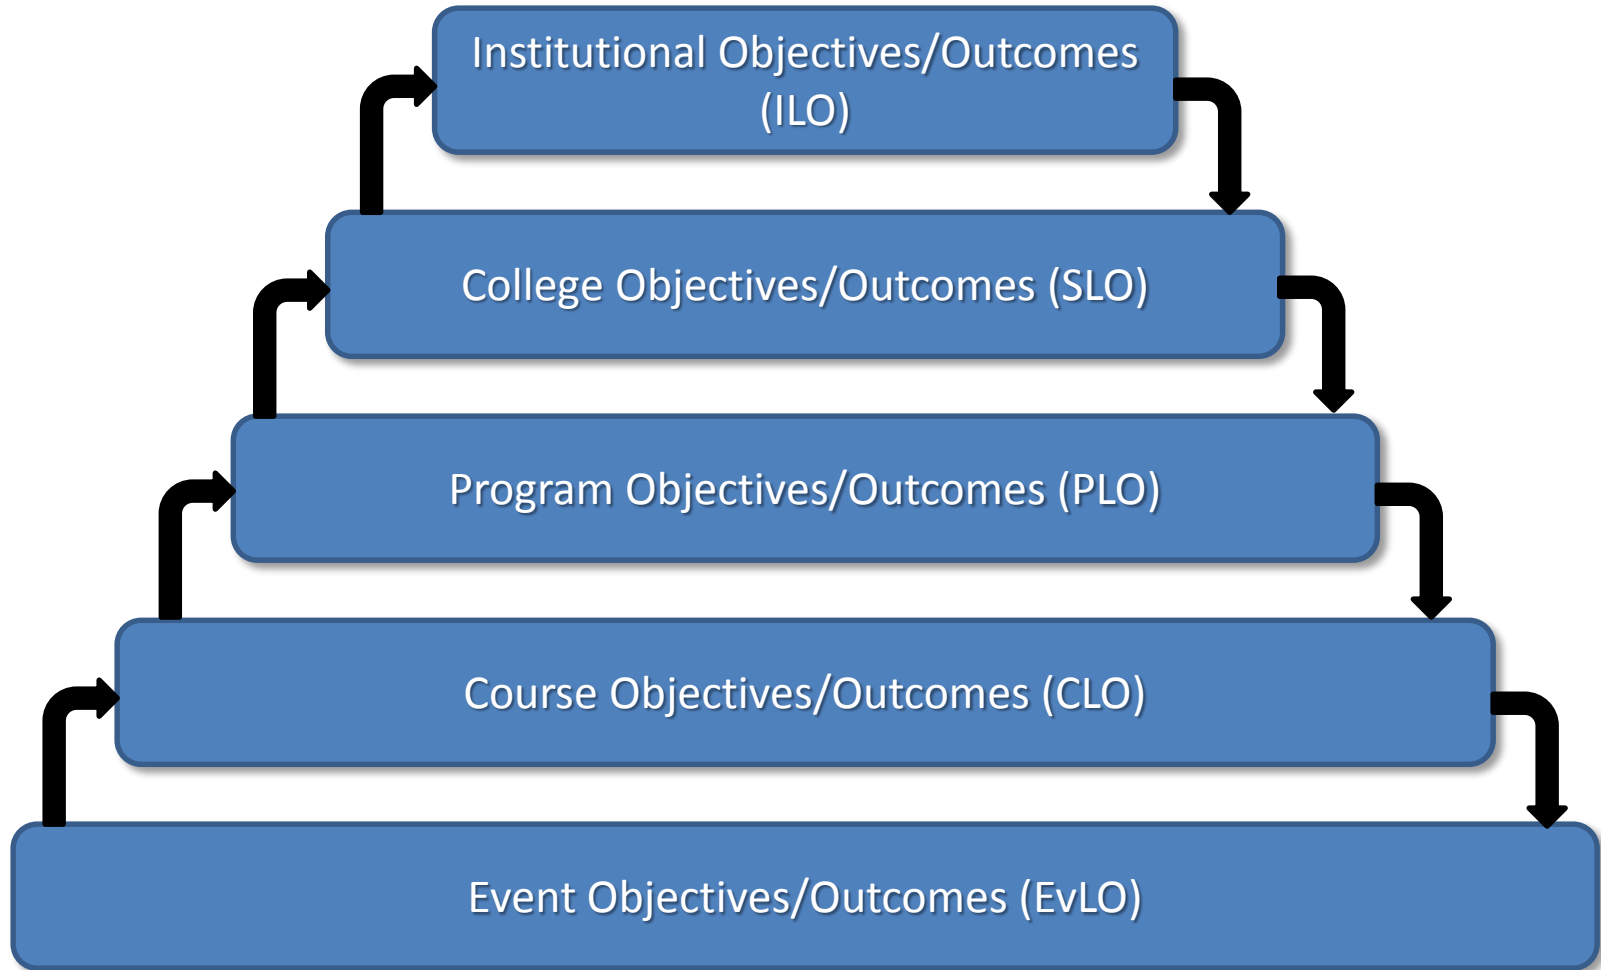 Institutional Objectives/Outcomes
(ILO)
College Objectives/Outcomes (SLO)
Program Objectives/Outcomes (PLO)
Course Objectives/Outcomes (CLO)
Event Objectives/Outcomes (EvLO)